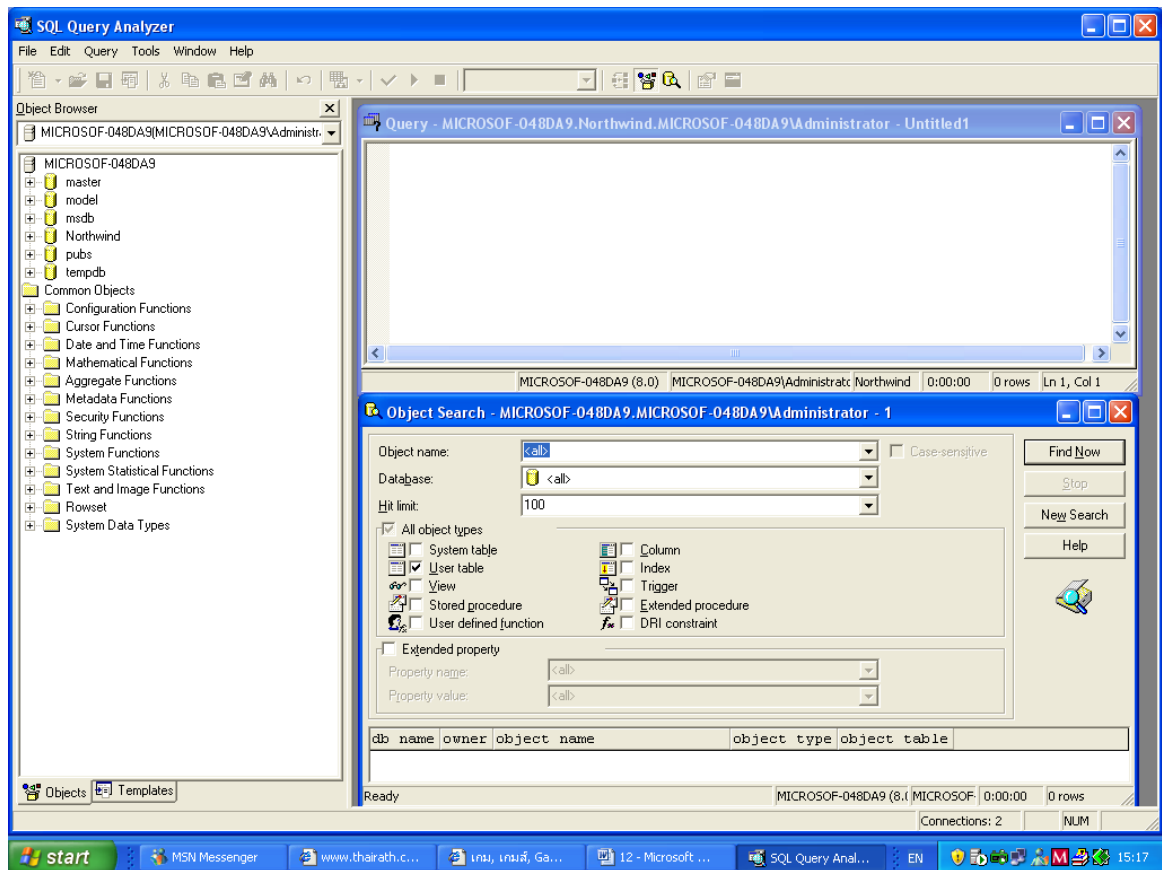 SQL Query Analyzer
File Edit Query Tools Window Help
Object Browser
MICROSOF-048DA9(MICROSOF-048DA9\Administr
MICROSOF-048DA9
master
model
msdb
Northwind
pubs
tempdb
Common Objects
Configuration Functions
Cursor Functions
Date and Time Functions
Mathematical Functions
Aggregate Functions
Metadata Functions
Security Functions
String Functions
System Functions
System Statistical Functions
Text and Image Functions
Rowset
System Data Types
Objects Templates
Query - MICROSOF-048DA9.Northwind.MICROSOF-048DA9\Administrator - Untitled1
MICROSOF-048DA9 (8.0) MICROSOF-048DA9\Administratc Northwind 0:00:00 0 rows Ln 1, Col 1
Object Search - MICROSOF-048DA9.MICROSOF-048DA9\Administrator - 1
Object name: <all> Case-sensitive Find Now
Database: <all> Stop
Hit limit: 100 New Search
All object types Help
System table Column
User table Index
View Trigger
Stored procedure Extended procedure
User defined function DRI constraint
Extended property
Property name: <all>
Property value: <all>
db name owner object name object type object table
Ready MICROSOF-048DA9 (8.( MICROSOF- 0:00:00 0 rows
Connections: 2 NUM
start MSN Messenger www.thairath.c... เกม, เกมส์, Ga... 12 - Microsoft ... SQL Query Anal... EN 15:17